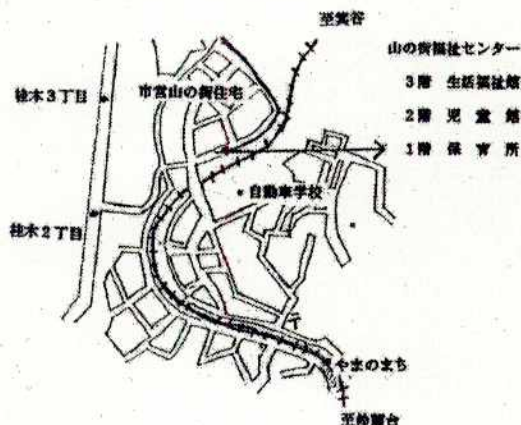 至箕谷
山の街福祉センター
3階 生活福祉館
2階 児童館
1階 保育所
桂木3丁目
市営山の街住宅
自動車学校
桂木2丁目
やまのまち
至鈴蘭台